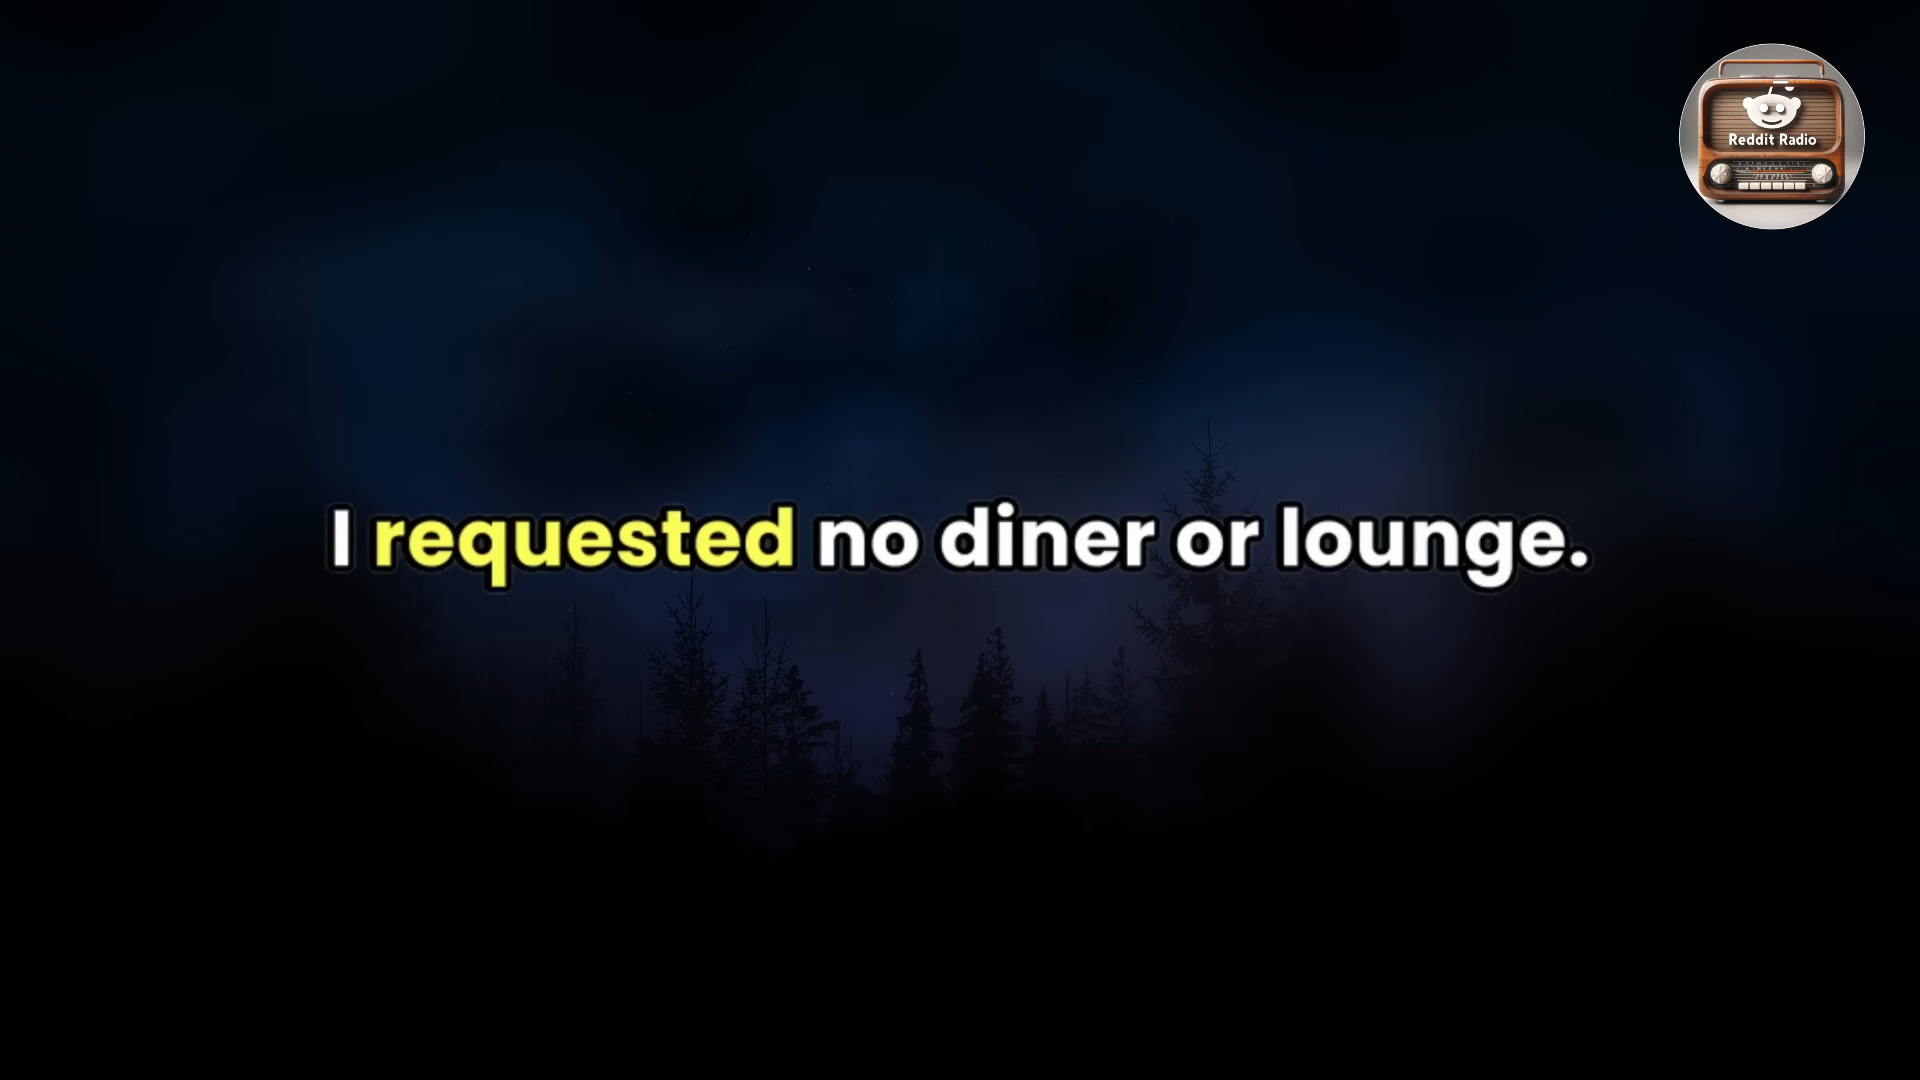 Reddit Radio
I requested no diner or lounge.